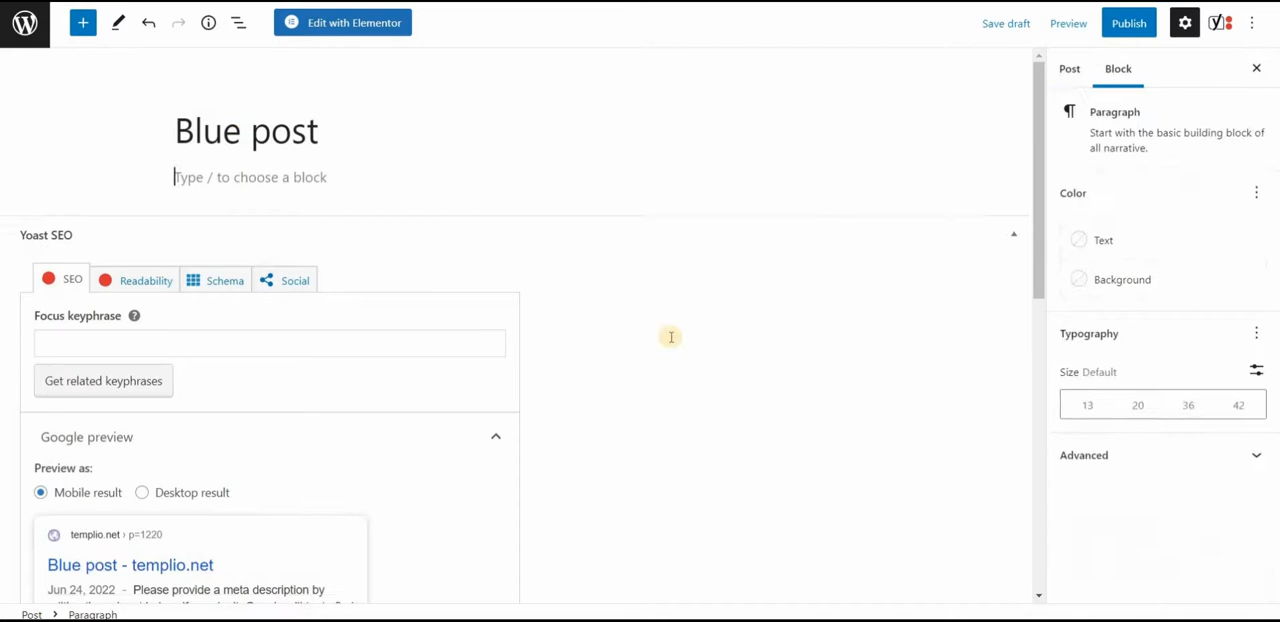 Edit with Elementor
Save draft
Preview
Publish
Post
Block
Blue post
Type / to choose a block
Paragraph
Start with the basic building block of
all narrative.
Color
Text
Background
Typography
Size Default
13 20 36 42
Advanced
Yoast SEO
SEO
Readability
Schema
Social
Focus keyphrase
Get related keyphrases
Google preview
Preview as:
Mobile result
Desktop result
templio.net › p=1220
Blue post - templio.net
Jun 24, 2022 - Please provide a meta description by
Post > Paragraph